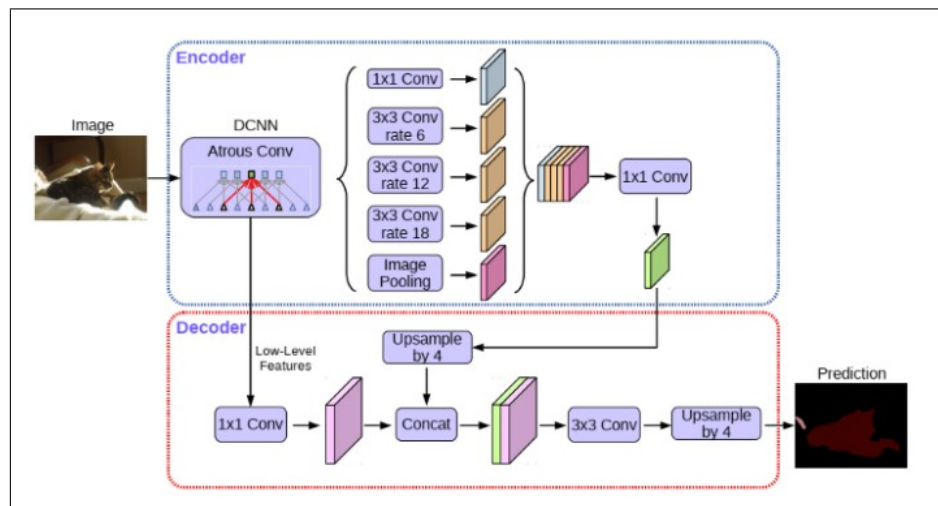 Encoder
Image
DCNN
Atrous Conv
1x1 Conv
3x3 Conv
rate 6
3x3 Conv
rate 12
3x3 Conv
rate 18
Image
Pooling
1x1 Conv
Decoder
Low-Level
Features
Upsample
by 4
1x1 Conv
Concat
3x3 Conv
Upsample
by 4
Prediction